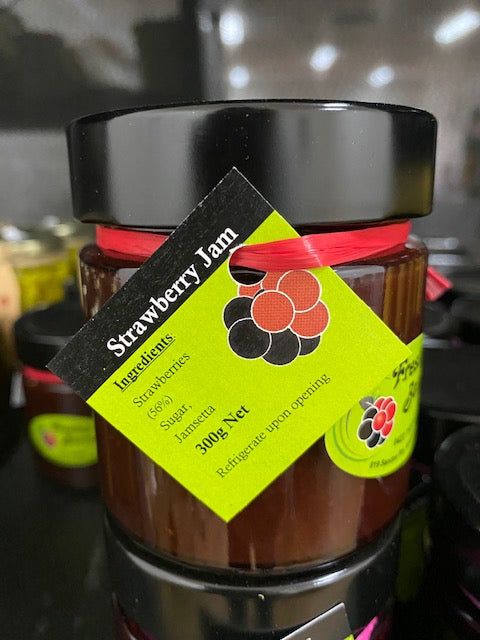 Strawberry Jam
Ingredients
Strawberries
(56%)
Sugar,
Jamsetta
300g Net
Refrigerate upon opening